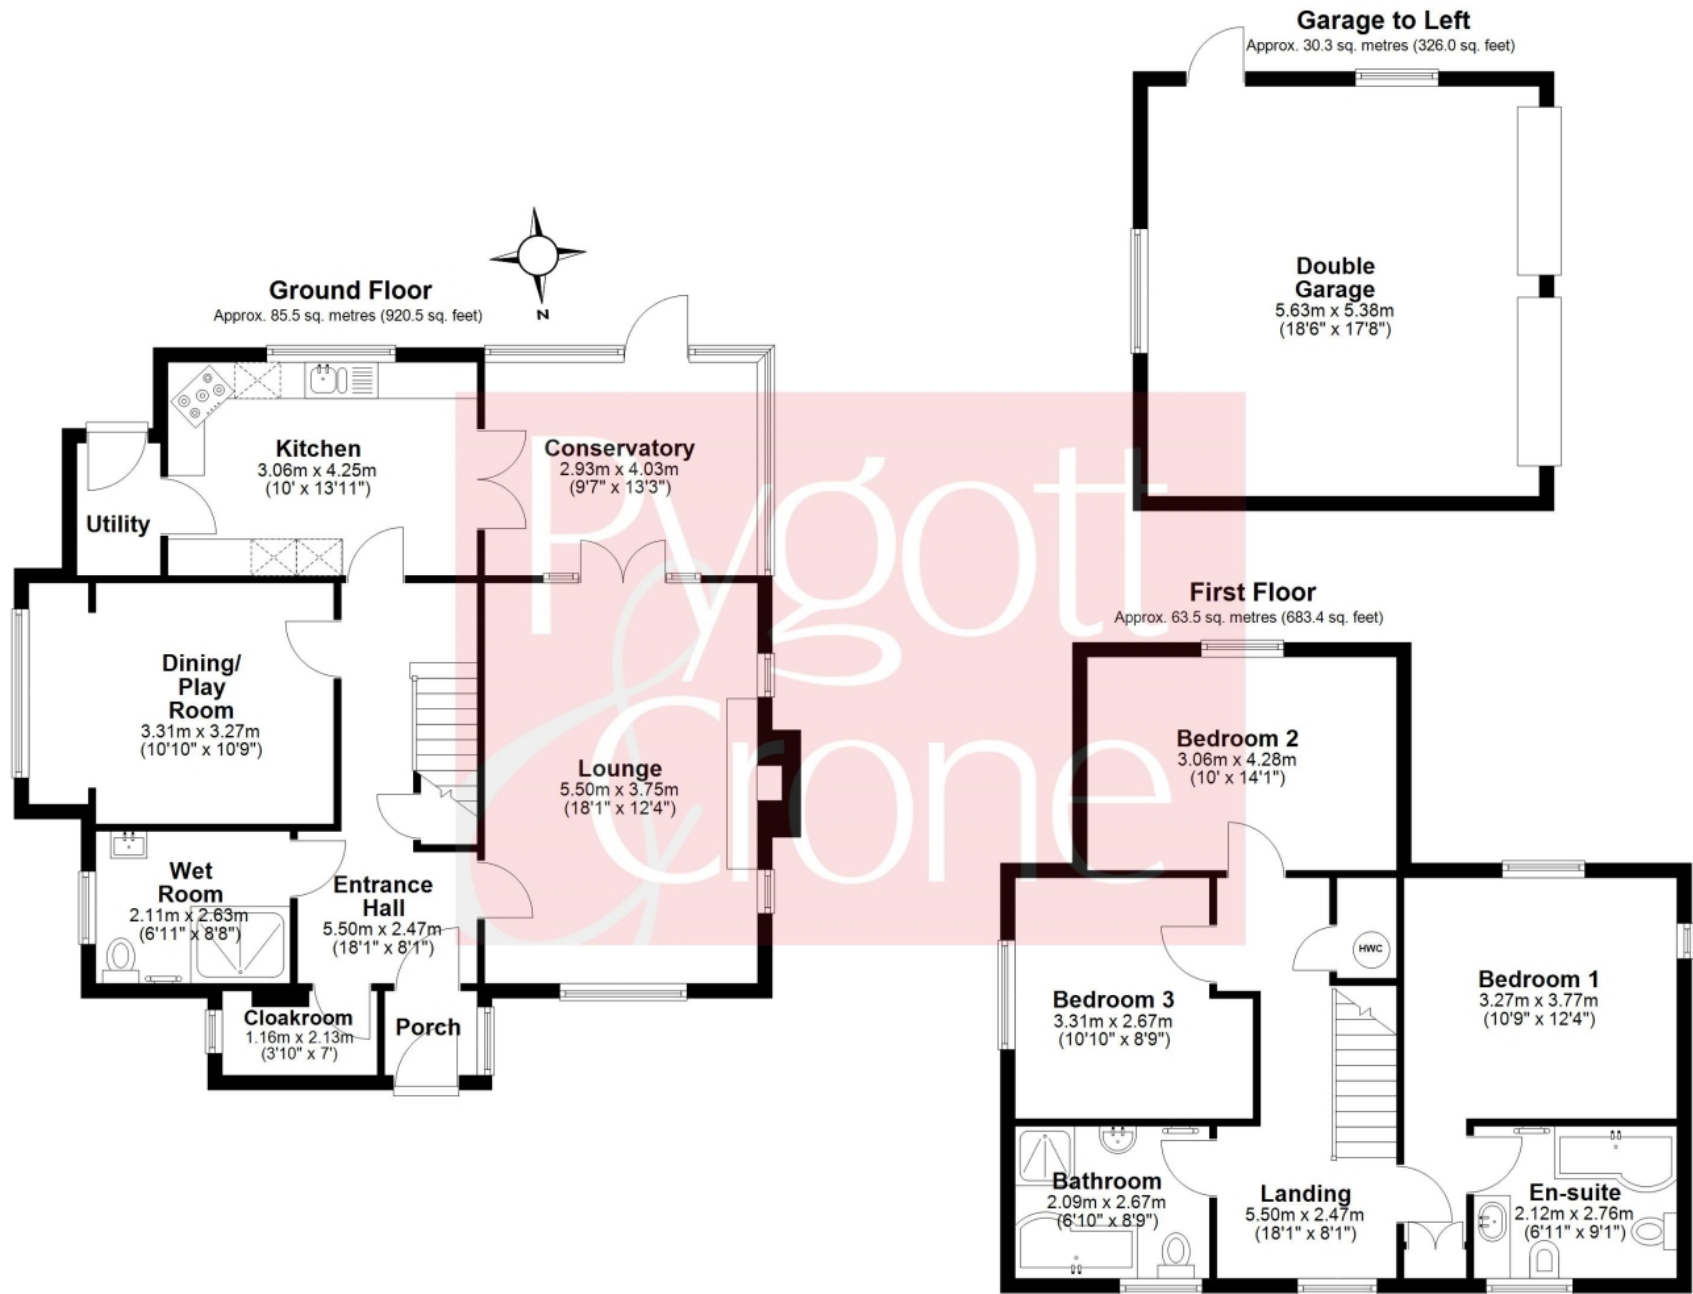 Garage to Left
Approx. 30.3 sq. metres (326.0 sq. feet)
Double
Garage
5.63m x 5.38m
(18'6" x 17'8")
N
Ground Floor
Approx. 85.5 sq. metres (920.5 sq. feet)
Kitchen
3.06m x 4.25m
(10' x 13'11")
Conservatory
2.93m x 4.03m
(9'7" x 13'3")
Utility
Dining/
Play
Room
3.31m x 3.27m
(10'10" x 10'9")
Lounge
5.50m x 3.75m
(18'1" x 12'4")
Wet
Room
2.11m x 2.63m
(6'11" x 8'8")
Entrance
Hall
5.50m x 2.47m
(18'1" x 8'1")
Cloakroom
1.16m x 2.13m
(3'10" x 7')
Porch
Pygott
& Crone
First Floor
Approx. 63.5 sq. metres (683.4 sq. feet)
Bedroom 2
3.06m x 4.28m
(10' x 14'1")
HWC
Bedroom 3
3.31m x 2.67m
(10'10" x 8'9")
Bedroom 1
3.27m x 3.77m
(10'9" x 12'4")
Bathroom
2.09m x 2.67m
(6'10" x 8'9")
Landing
5.50m x 2.47m
(18'1" x 8'1")
En-suite
2.12m x 2.76m
(6'11" x 9'1")